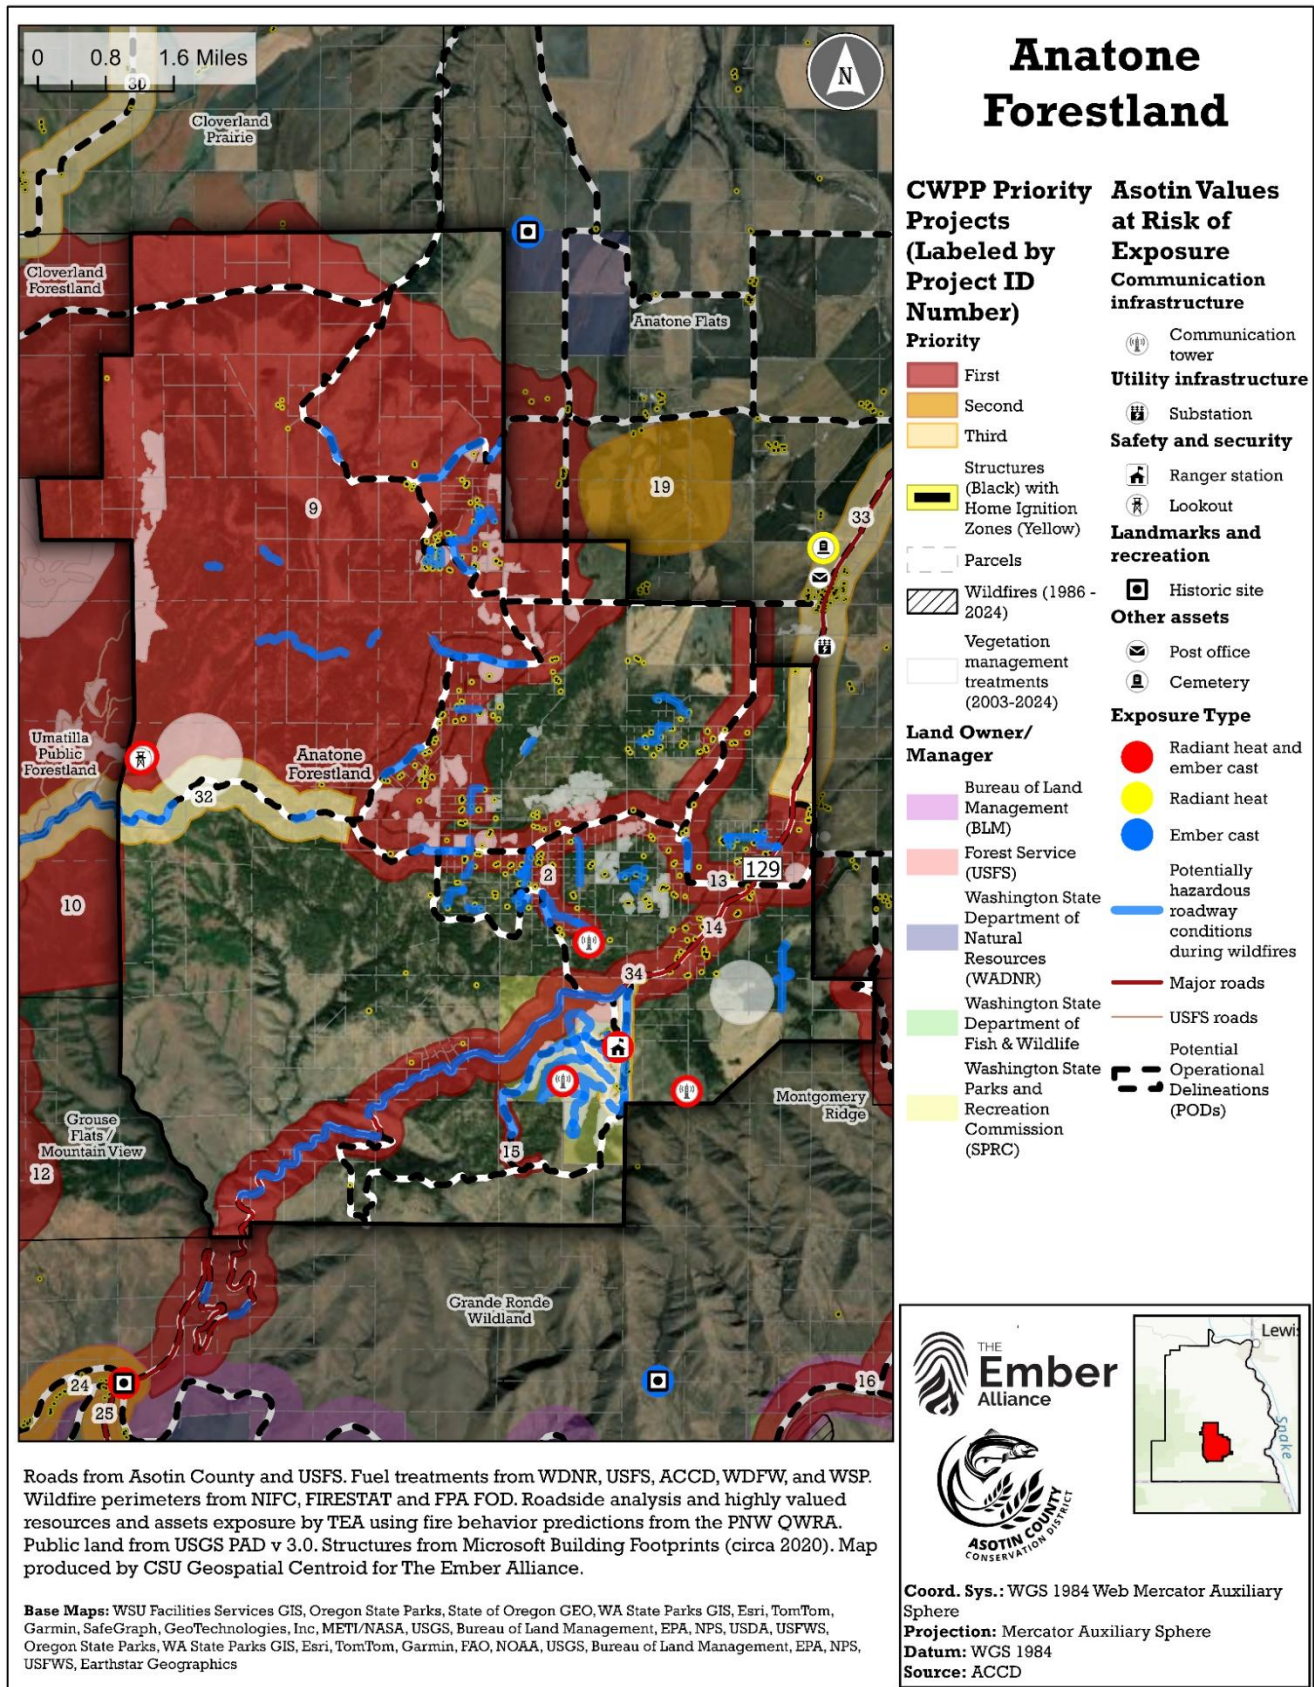 0 0.8 1.6 Miles
30
N
Cloverland
Prairie
Cloverland
Forestland
Anatone Flats
19
9
33
Umatilla
Public
Forestland
Anatone
Forestland
32
2
129
13
10
14
34
Montgomery
Ridge
Grouse
Flats /
Mountain View
15
12
Grande Ronde
Wildland
24
25
16
Anatone
Forestland
CWPP Priority
Projects
(Labeled by
Project ID
Number)
Priority
First
Second
Third
Structures
(Black) with
Home Ignition
Zones (Yellow)
Parcels
Wildfires (1986 -
2024)
Vegetation
management
treatments
(2003-2024)
Land Owner/
Manager
Bureau of Land
Management
(BLM)
Forest Service
(USFS)
Washington State
Department of
Natural
Resources
(WADNR)
Washington State
Department of
Fish & Wildlife
Washington State
Parks and
Recreation
Commission
(SPRC)
Asotin Values
at Risk of
Exposure
Communication
infrastructure
Communication
tower
Utility infrastructure
Substation
Safety and security
Ranger station
Lookout
Landmarks and
recreation
Historic site
Other assets
Post office
Cemetery
Exposure Type
Radiant heat and
ember cast
Radiant heat
Ember cast
Potentially
hazardous
roadway
conditions
during wildfires
Major roads
USFS roads
Potential
Operational
Delineations
(PODs)
Roads from Asotin County and USFS. Fuel treatments from WDNR, USFS, ACCD, WDFW, and WSP.
Wildfire perimeters from NIFC, FIRESTAT and FPA FOD. Roadside analysis and highly valued
resources and assets exposure by TEA using fire behavior predictions from the PNW QWRA.
Public land from USGS PAD v 3.0. Structures from Microsoft Building Footprints (circa 2020). Map
produced by CSU Geospatial Centroid for The Ember Alliance.
Base Maps: WSU Facilities Services GIS, Oregon State Parks, State of Oregon GEO, WA State Parks GIS, Esri, TomTom,
Garmin, SafeGraph, GeoTechnologies, Inc, METI/NASA, USGS, Bureau of Land Management, EPA, NPS, USDA, USFWS,
Oregon State Parks, WA State Parks GIS, Esri, TomTom, Garmin, FAO, NOAA, USGS, Bureau of Land Management, EPA, NPS,
USFWS, Earthstar Geographics
THE
Ember
Alliance
ASOTIN COUNTY
CONSERVATION DISTRICT
Lewis
Snake
Coord. Sys.: WGS 1984 Web Mercator Auxiliary
Sphere
Projection: Mercator Auxiliary Sphere
Datum: WGS 1984
Source: ACCD